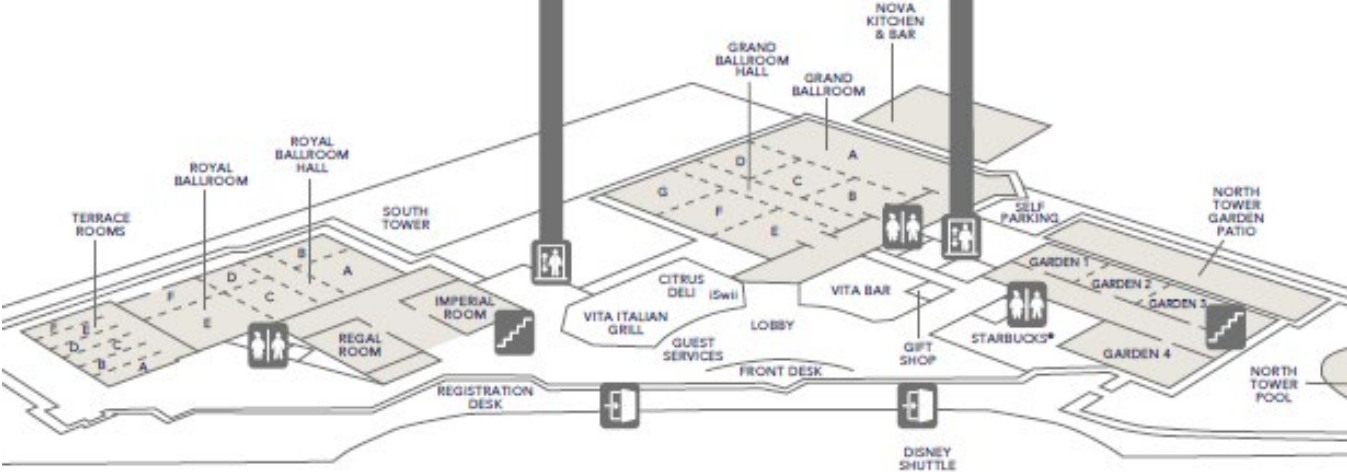 NOVA
KITCHEN
& BAR
GRAND
BALLROOM
HALL
GRAND
BALLROOM
A
D
C
B
G
F
E
ROYAL
BALLROOM
HALL
ROYAL
BALLROOM
TERRACE
ROOMS
SOUTH
TOWER
B
A
D
C
F
E
F
E
D
C
B
A
IMPERIAL
ROOM
REGAL
ROOM
CITRUS
DELI
iSwii
VITA ITALIAN
GRILL
VITA BAR
LOBBY
GUEST
SERVICES
FRONT DESK
GIFT
SHOP
STARBUCKS®
SELF
PARKING
NORTH
TOWER
GARDEN
PATIO
GARDEN 1
GARDEN 2
GARDEN 3
GARDEN 4
NORTH
TOWER
POOL
REGISTRATION
DESK
DISNEY
SHUTTLE